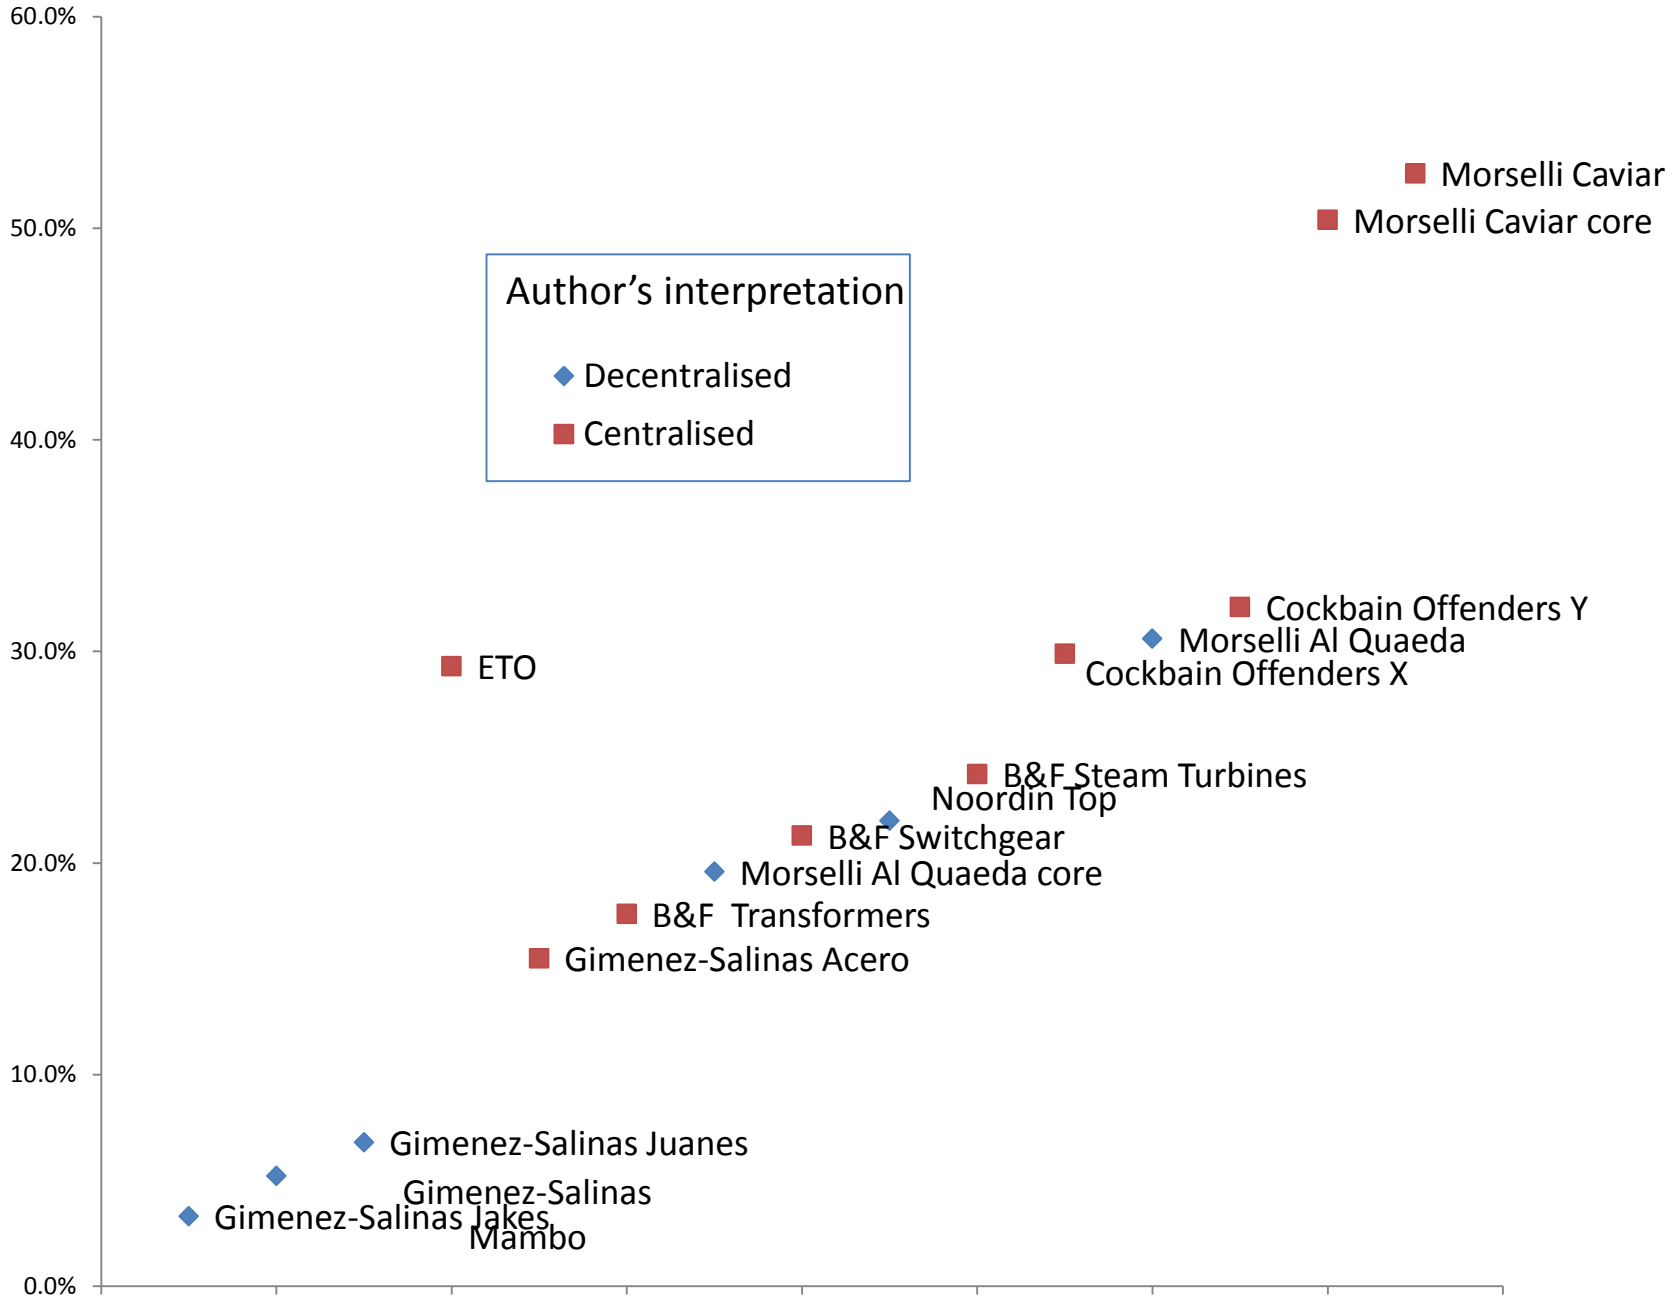 60.0%
Morselli Caviar
50.0%
Morselli Caviar core
Author’s interpretation
Decentralised
Centralised
40.0%
Cockbain Offenders Y
Morselli Al Quaeda
30.0%
ETO
Cockbain Offenders X
B&F Steam Turbines
Noordin Top
B&F Switchgear
20.0%
Morselli Al Quaeda core
B&F  Transformers
Gimenez-Salinas Acero
10.0%
Gimenez-Salinas Juanes
Gimenez-Salinas
Mambo
Gimenez-Salinas Jakes
0.0%